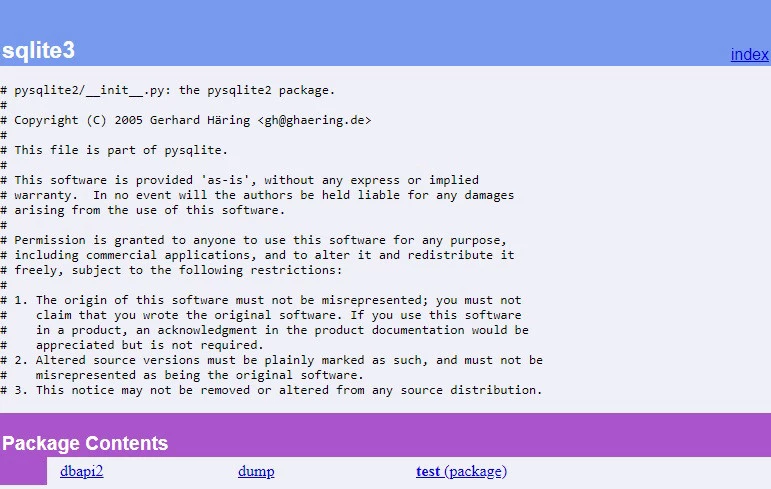 sqlite3
index
# pysqlite2/__init__.py: the pysqlite2 package.
#
# Copyright (C) 2005 Gerhard Häring <gh@ghaering.de>
#
# This file is part of pysqlite.
#
# This software is provided 'as-is', without any express or implied
# warranty.  In no event will the authors be held liable for any damages
# arising from the use of this software.
#
# Permission is granted to anyone to use this software for any purpose,
# including commercial applications, and to alter it and redistribute it
# freely, subject to the following restrictions:
#
# 1. The origin of this software must not be misrepresented; you must not
#    claim that you wrote the original software. If you use this software
#    in a product, an acknowledgment in the product documentation would be
#    appreciated but is not required.
# 2. Altered source versions must be plainly marked as such, and must not be
#    misrepresented as being the original software.
# 3. This notice may not be removed or altered from any source distribution.
Package Contents
dbapi2 dump test (package)